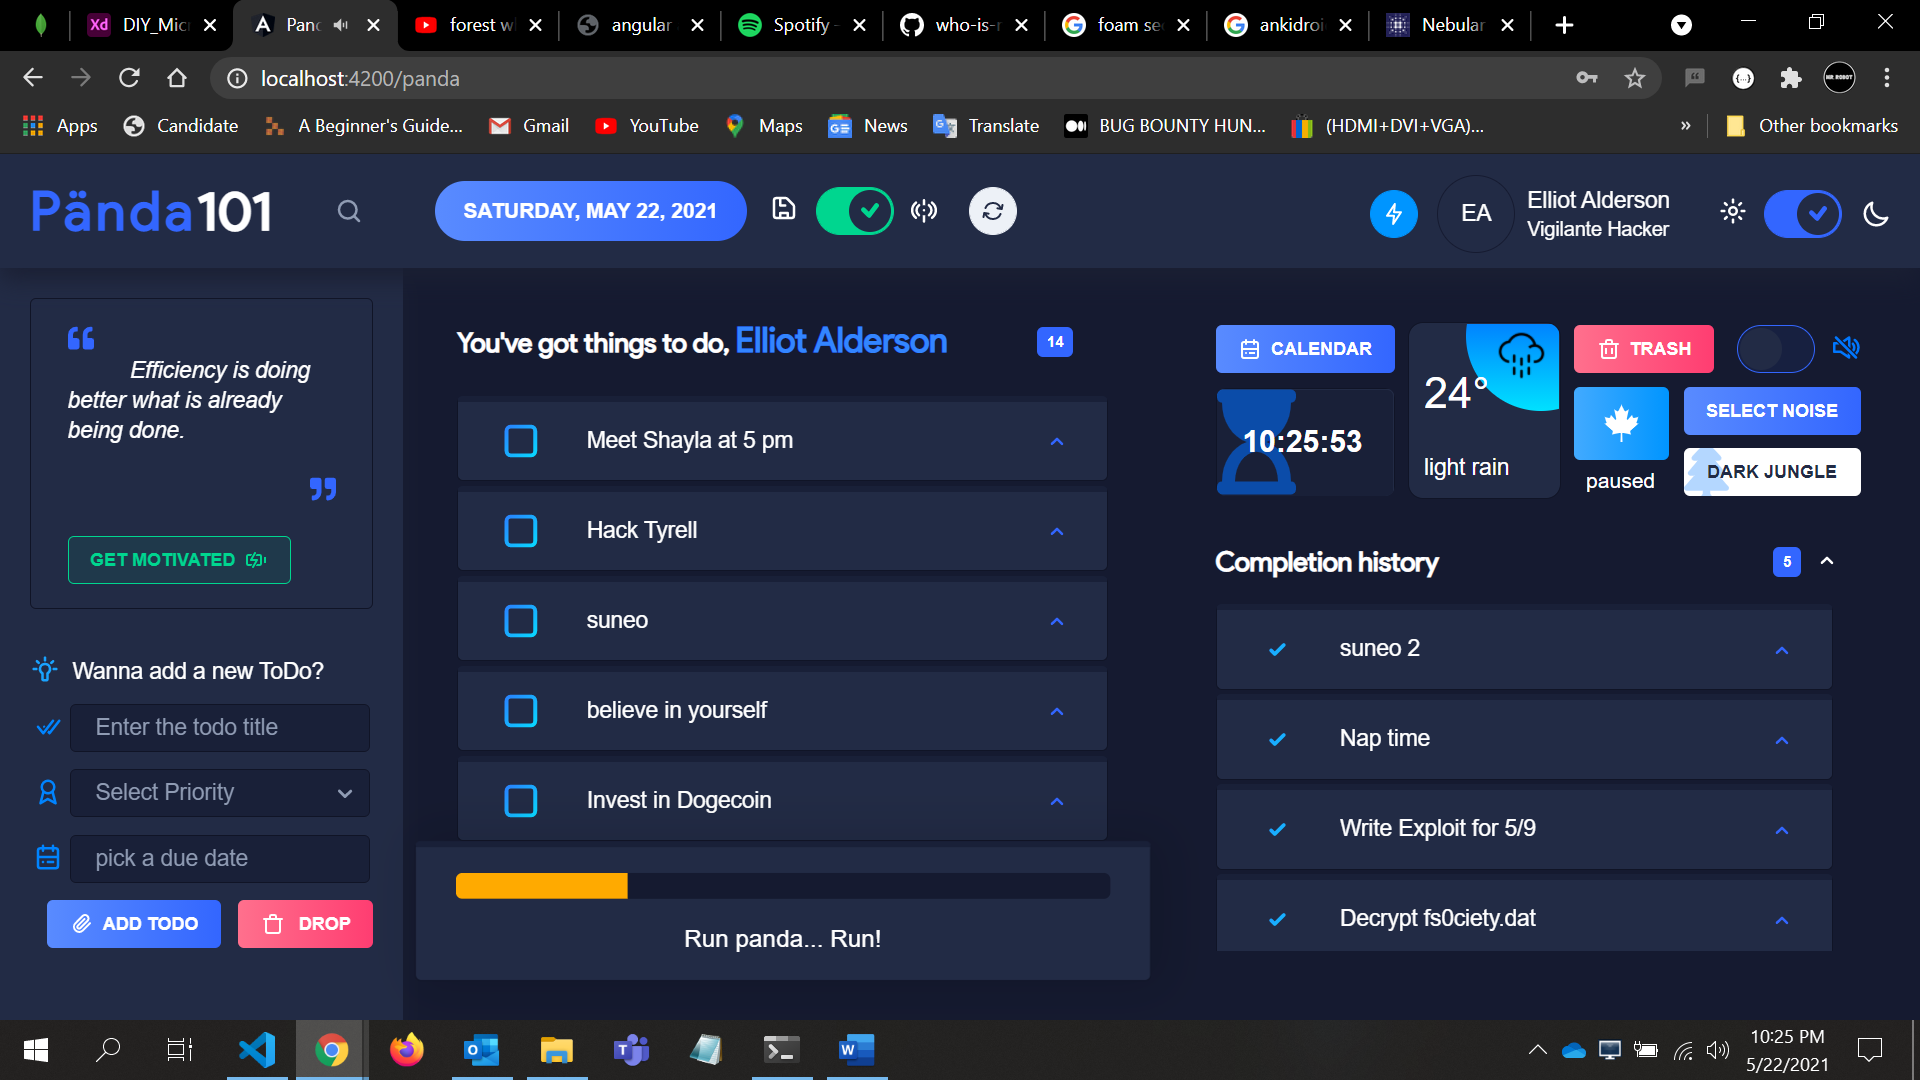 DIY_Mic
Panc
forest w
angular
Spotify -
who-is-r
foam se
ankidroi
Nebular
localhost:4200/panda
Apps
Candidate
A Beginner's Guide...
Gmail
YouTube
Maps
News
Translate
BUG BOUNTY HUN...
(HDMI+DVI+VGA)...
»
Other bookmarks
Pända101
SATURDAY, MAY 22, 2021
EA
Elliot Alderson
Vigilante Hacker
Efficiency is doing
better what is already
being done.
GET MOTIVATED
Wanna add a new ToDo?
Enter the todo title
Select Priority
pick a due date
ADD TODO
DROP
You've got things to do, Elliot Alderson
14
Meet Shayla at 5 pm
Hack Tyrell
suneo
believe in yourself
Invest in Dogecoin
Run panda... Run!
CALENDAR
10:25:53
24°
light rain
TRASH
paused
SELECT NOISE
DARK JUNGLE
Completion history
5
suneo 2
Nap time
Write Exploit for 5/9
Decrypt fs0ciety.dat
10:25 PM
5/22/2021